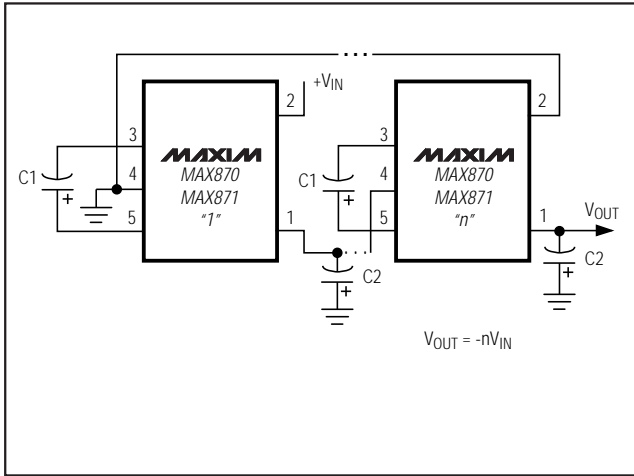 ...
+VIN
2
2
3
3
MAXIM
MAX870
MAX871
"1"
C1
4
+
5
1
MAXIM
MAX870
MAX871
"n"
C1
4
+
5
1
VOUT
...
C2
+
C2
+
VOUT = -nVIN